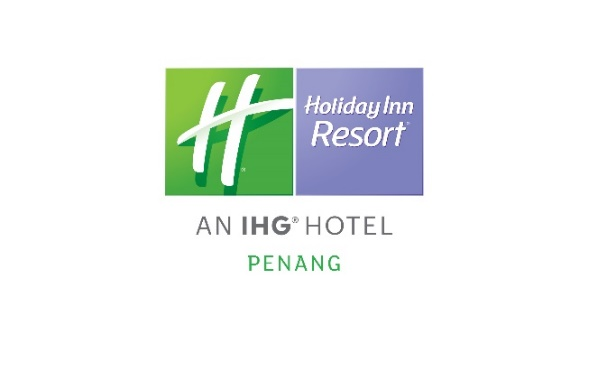 H
Holiday Inn
Resort
AN IHG® HOTEL
PENANG